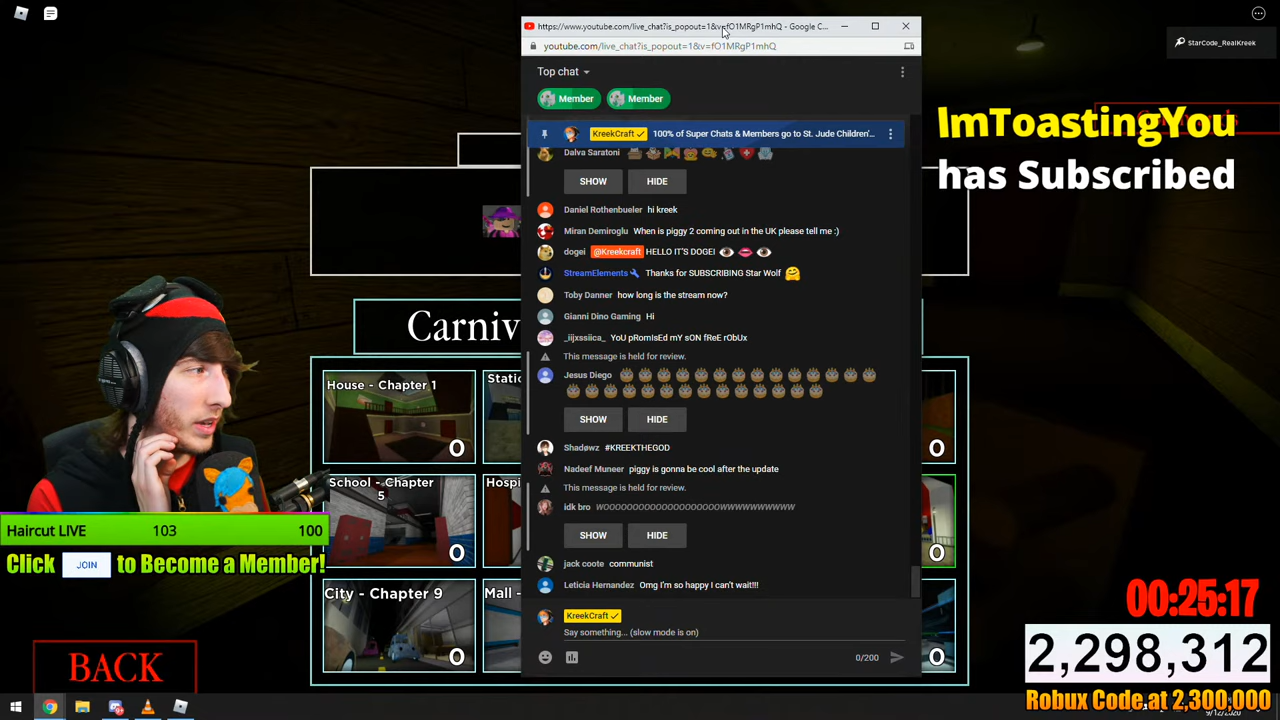 https://www.youtube.com/live_chat?is_popout=1&v=fO1MRgP1mhQ - Google C...
youtube.com/live_chat?is_popout=1&v=fO1MRgP1mhQ
StarCode_RealKreek
Top chat
Member
Member
KreekCraft 100% of Super Chats & Members go to St. Jude Children'...
Dalva Saratoni
SHOW HIDE
Daniel Rothenbueler hi kreek
Miran Demiroglu When is piggy 2 coming out in the UK please tell me :)
dogei @Kreekcraft HELLO IT'S DOGEI
StreamElements Thanks for SUBSCRIBING Star Wolf
Toby Danner how long is the stream now?
Gianni Dino Gaming Hi
_iijxssiica_ YoU pRomIsEd mY sON fReE rObUx
This message is held for review.
Jesus Diego
SHOW HIDE
Shadøwz #KREEKTHEGOD
Nadeef Muneer piggy is gonna be cool after the update
This message is held for review.
idk bro WOOOOOOOOOOOOOOOOOOOOWWWWWWWWWWW
SHOW HIDE
jack coote communist
Leticia Hernandez Omg I'm so happy I can't wait!!!
KreekCraft
Say something... (slow mode is on)
0/200
ImToastingYou
has Subscribed
Carniv
House - Chapter 1
0
Static
0
School - Chapter
5
0
Hospi
0
City - Chapter 9
0
Mall -
0
BACK
Haircut LIVE 103 100
Click JOIN to Become a Member!
00:25:17
2,298,312
Robux Code at 2,300,000
9/12/2020